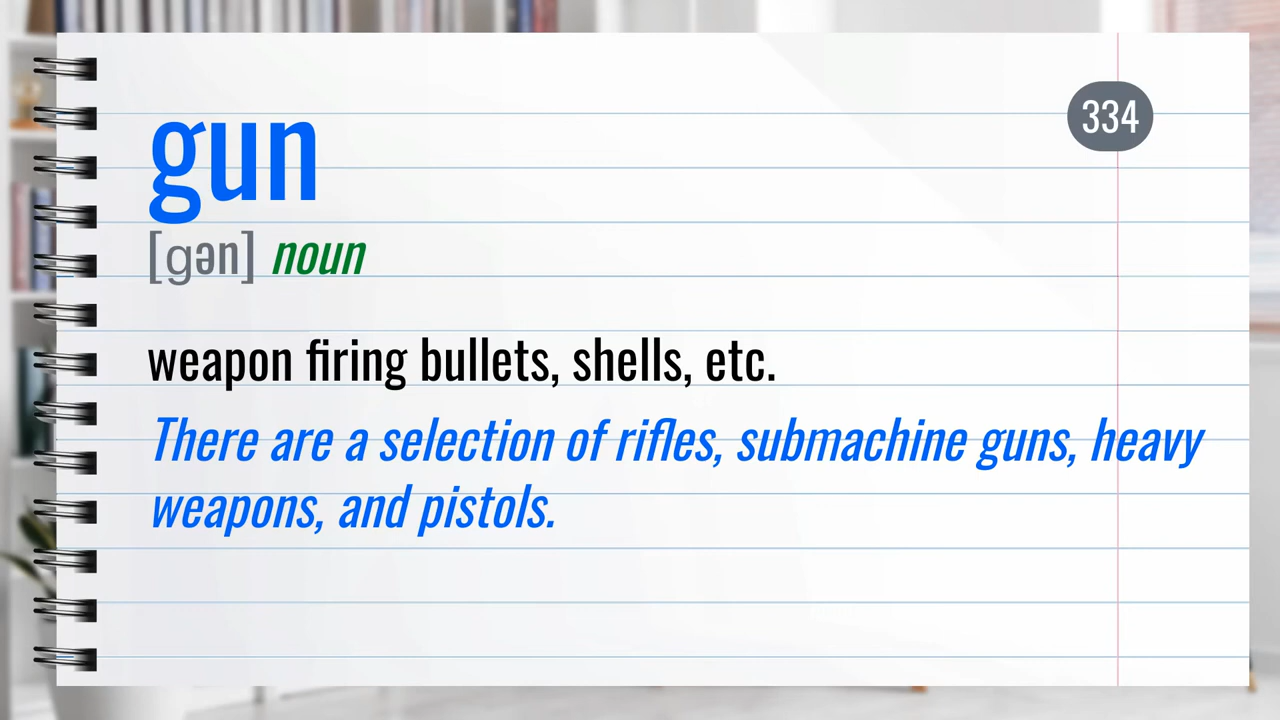 gun
334
[gən] noun
weapon firing bullets, shells, etc.
There are a selection of rifles, submachine guns, heavy
weapons, and pistols.